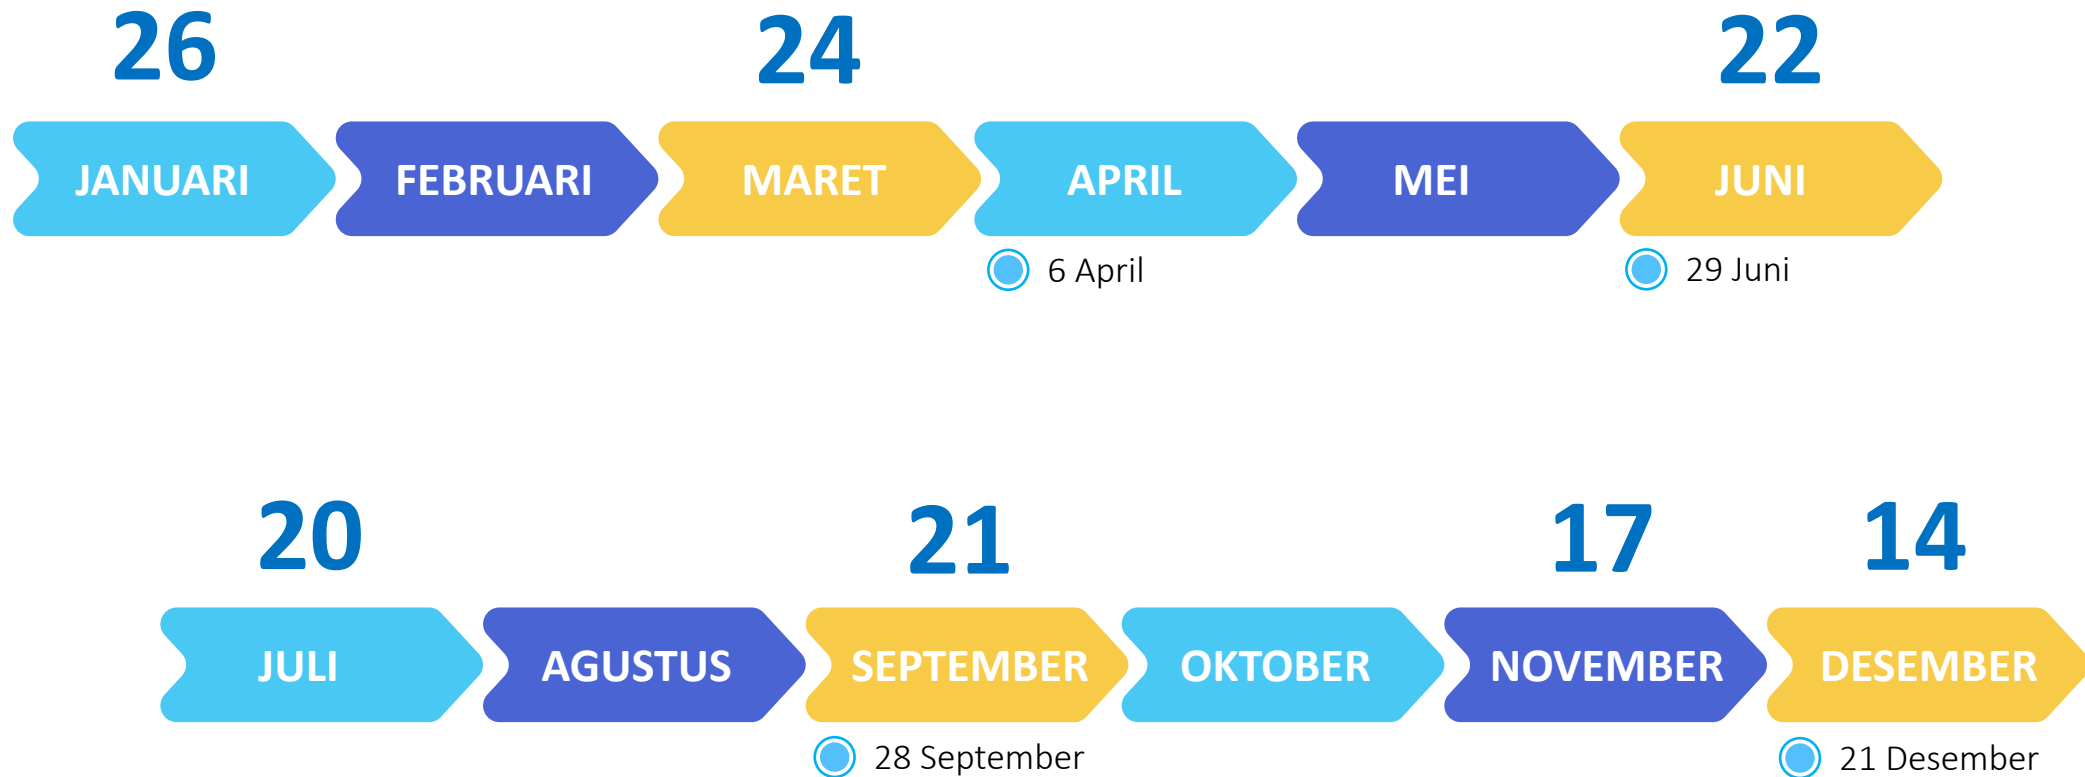 26 24 22
JANUARI FEBRUARI MARET APRIL MEI JUNI
6 April 29 Juni
20 21 17 14
JULI AGUSTUS SEPTEMBER OKTOBER NOVEMBER DESEMBER
28 September 21 Desember